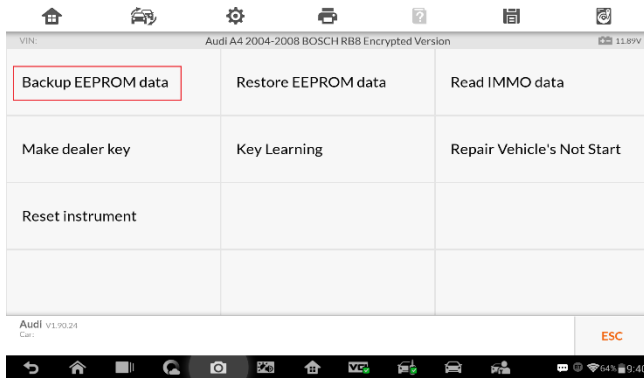 VIN:
Audi A4 2004-2008 BOSCH RB8 Encrypted Version
11.89V
Backup EEPROM data
Restore EEPROM data
Read IMMO data
Make dealer key
Key Learning
Repair Vehicle's Not Start
Reset instrument
Audi V1.90.24
Car:
ESC
64%